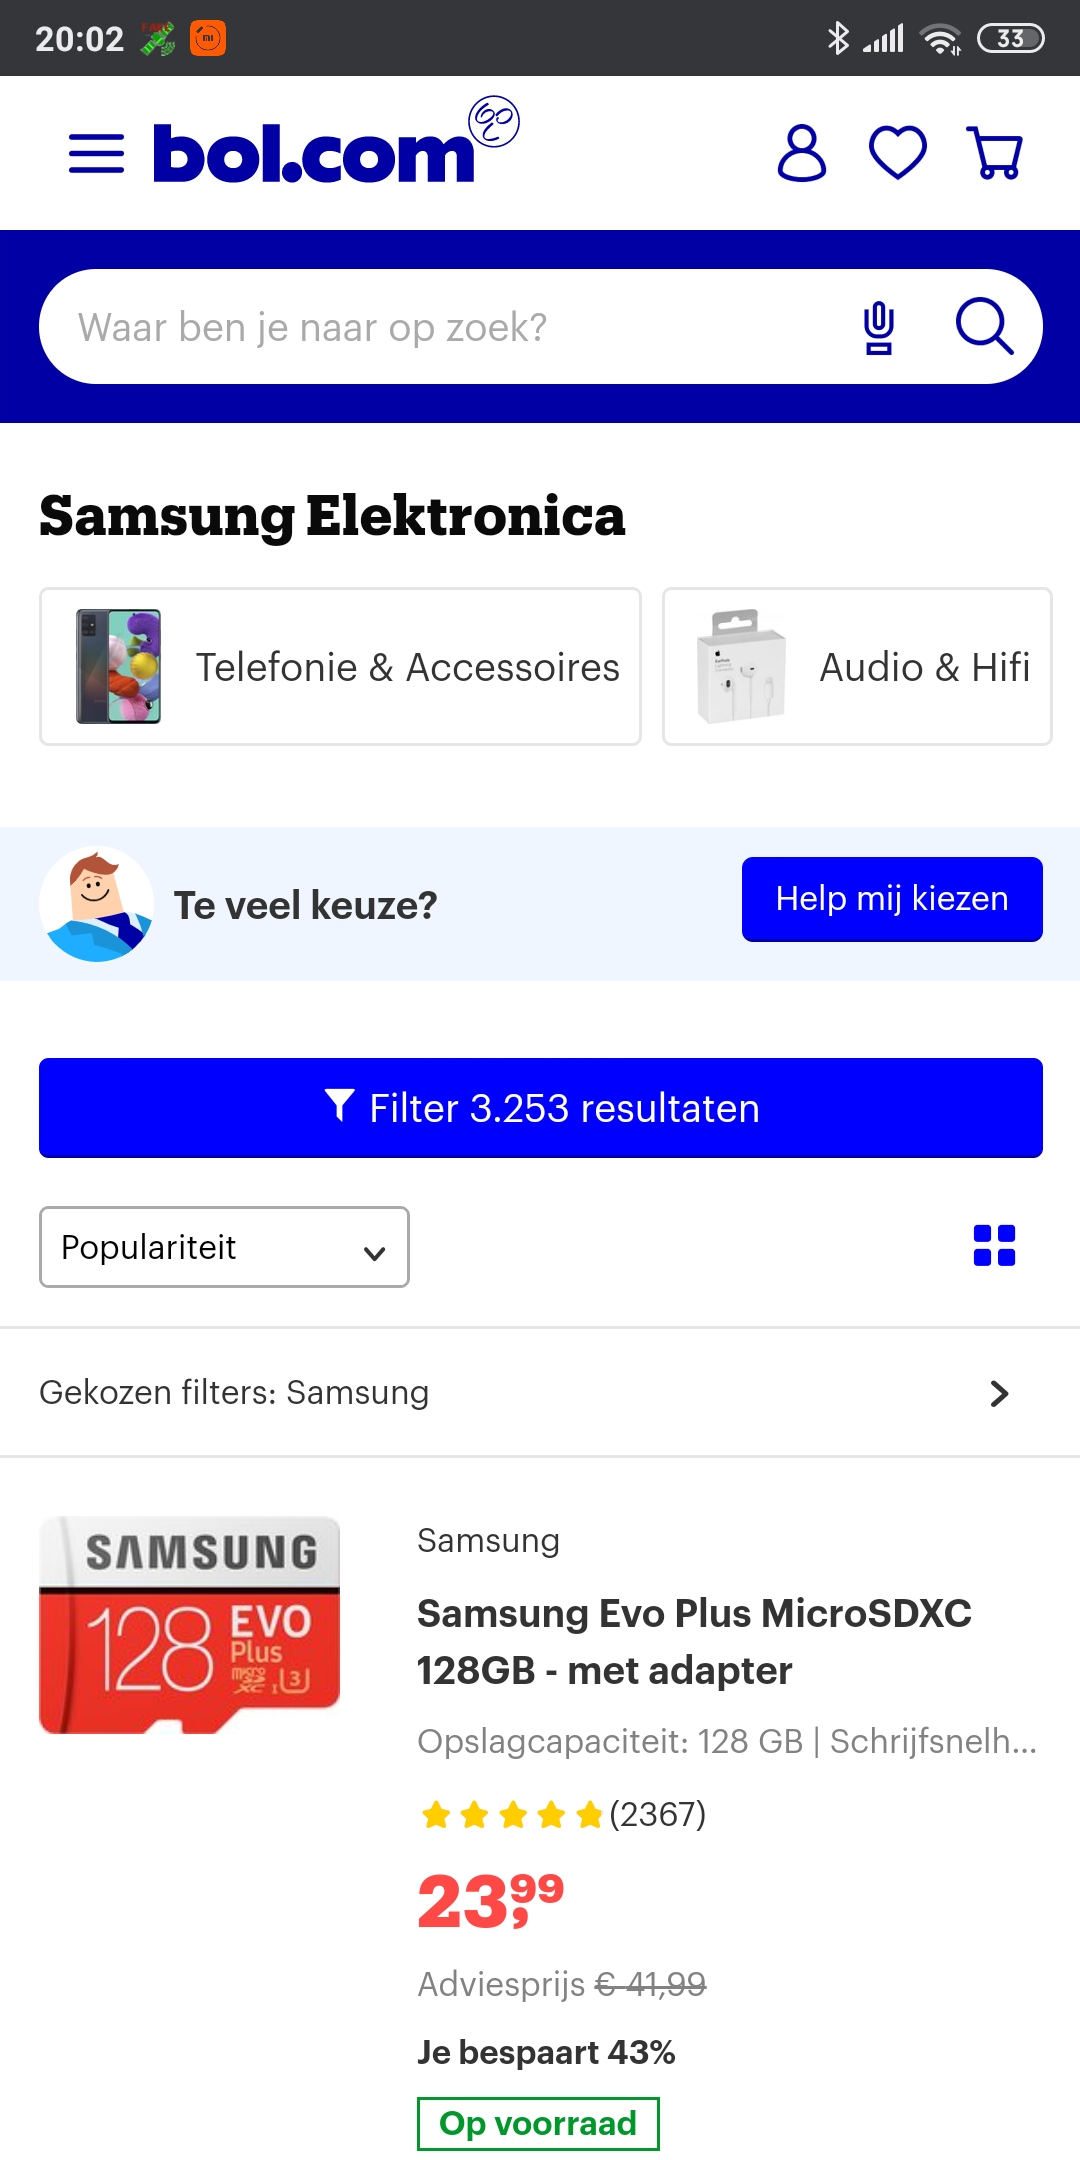 20:02
33
bol.com
Waar ben je naar op zoek?
Samsung Elektronica
Telefonie & Accessoires
Audio & Hifi
Te veel keuze?
Help mij kiezen
Filter 3.253 resultaten
Populariteit
Gekozen filters: Samsung
SAMSUNG
128 EVO
Plus
micro
XC I U3
Samsung
Samsung Evo Plus MicroSDXC
128GB - met adapter
Opslagcapaciteit: 128 GB | Schrijfsnelh...
(2367)
23,99
Adviesprijs € 41,99
Je bespaart 43%
Op voorraad